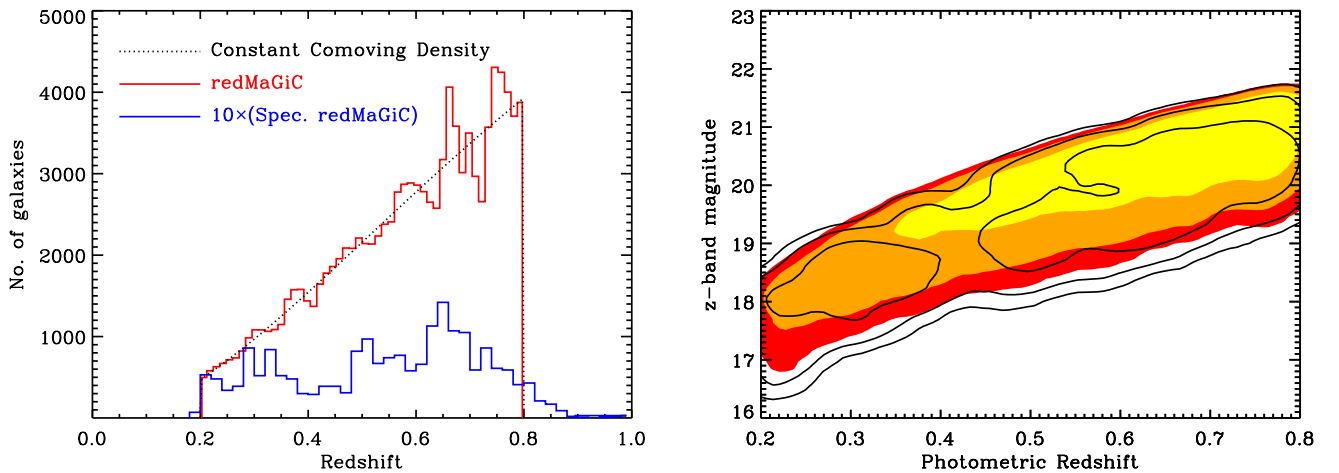 5000
4000
3000
2000
1000
No. of galaxies
Constant Comoving Density
redMaGiC
10×(Spec. redMaGiC)
0.0 0.2 0.4 0.6 0.8 1.0
Redshift
23
22
21
20
19
18
17
16
z-band magnitude
0.2 0.3 0.4 0.5 0.6 0.7 0.8
Photometric Redshift